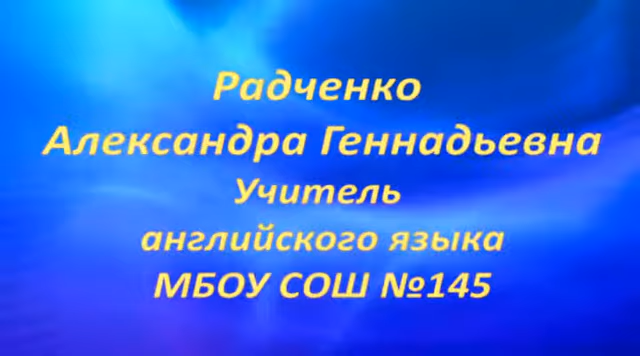 Радченко
Александра Геннадьевна
Учитель
английского языка
МБОУ СОШ №145